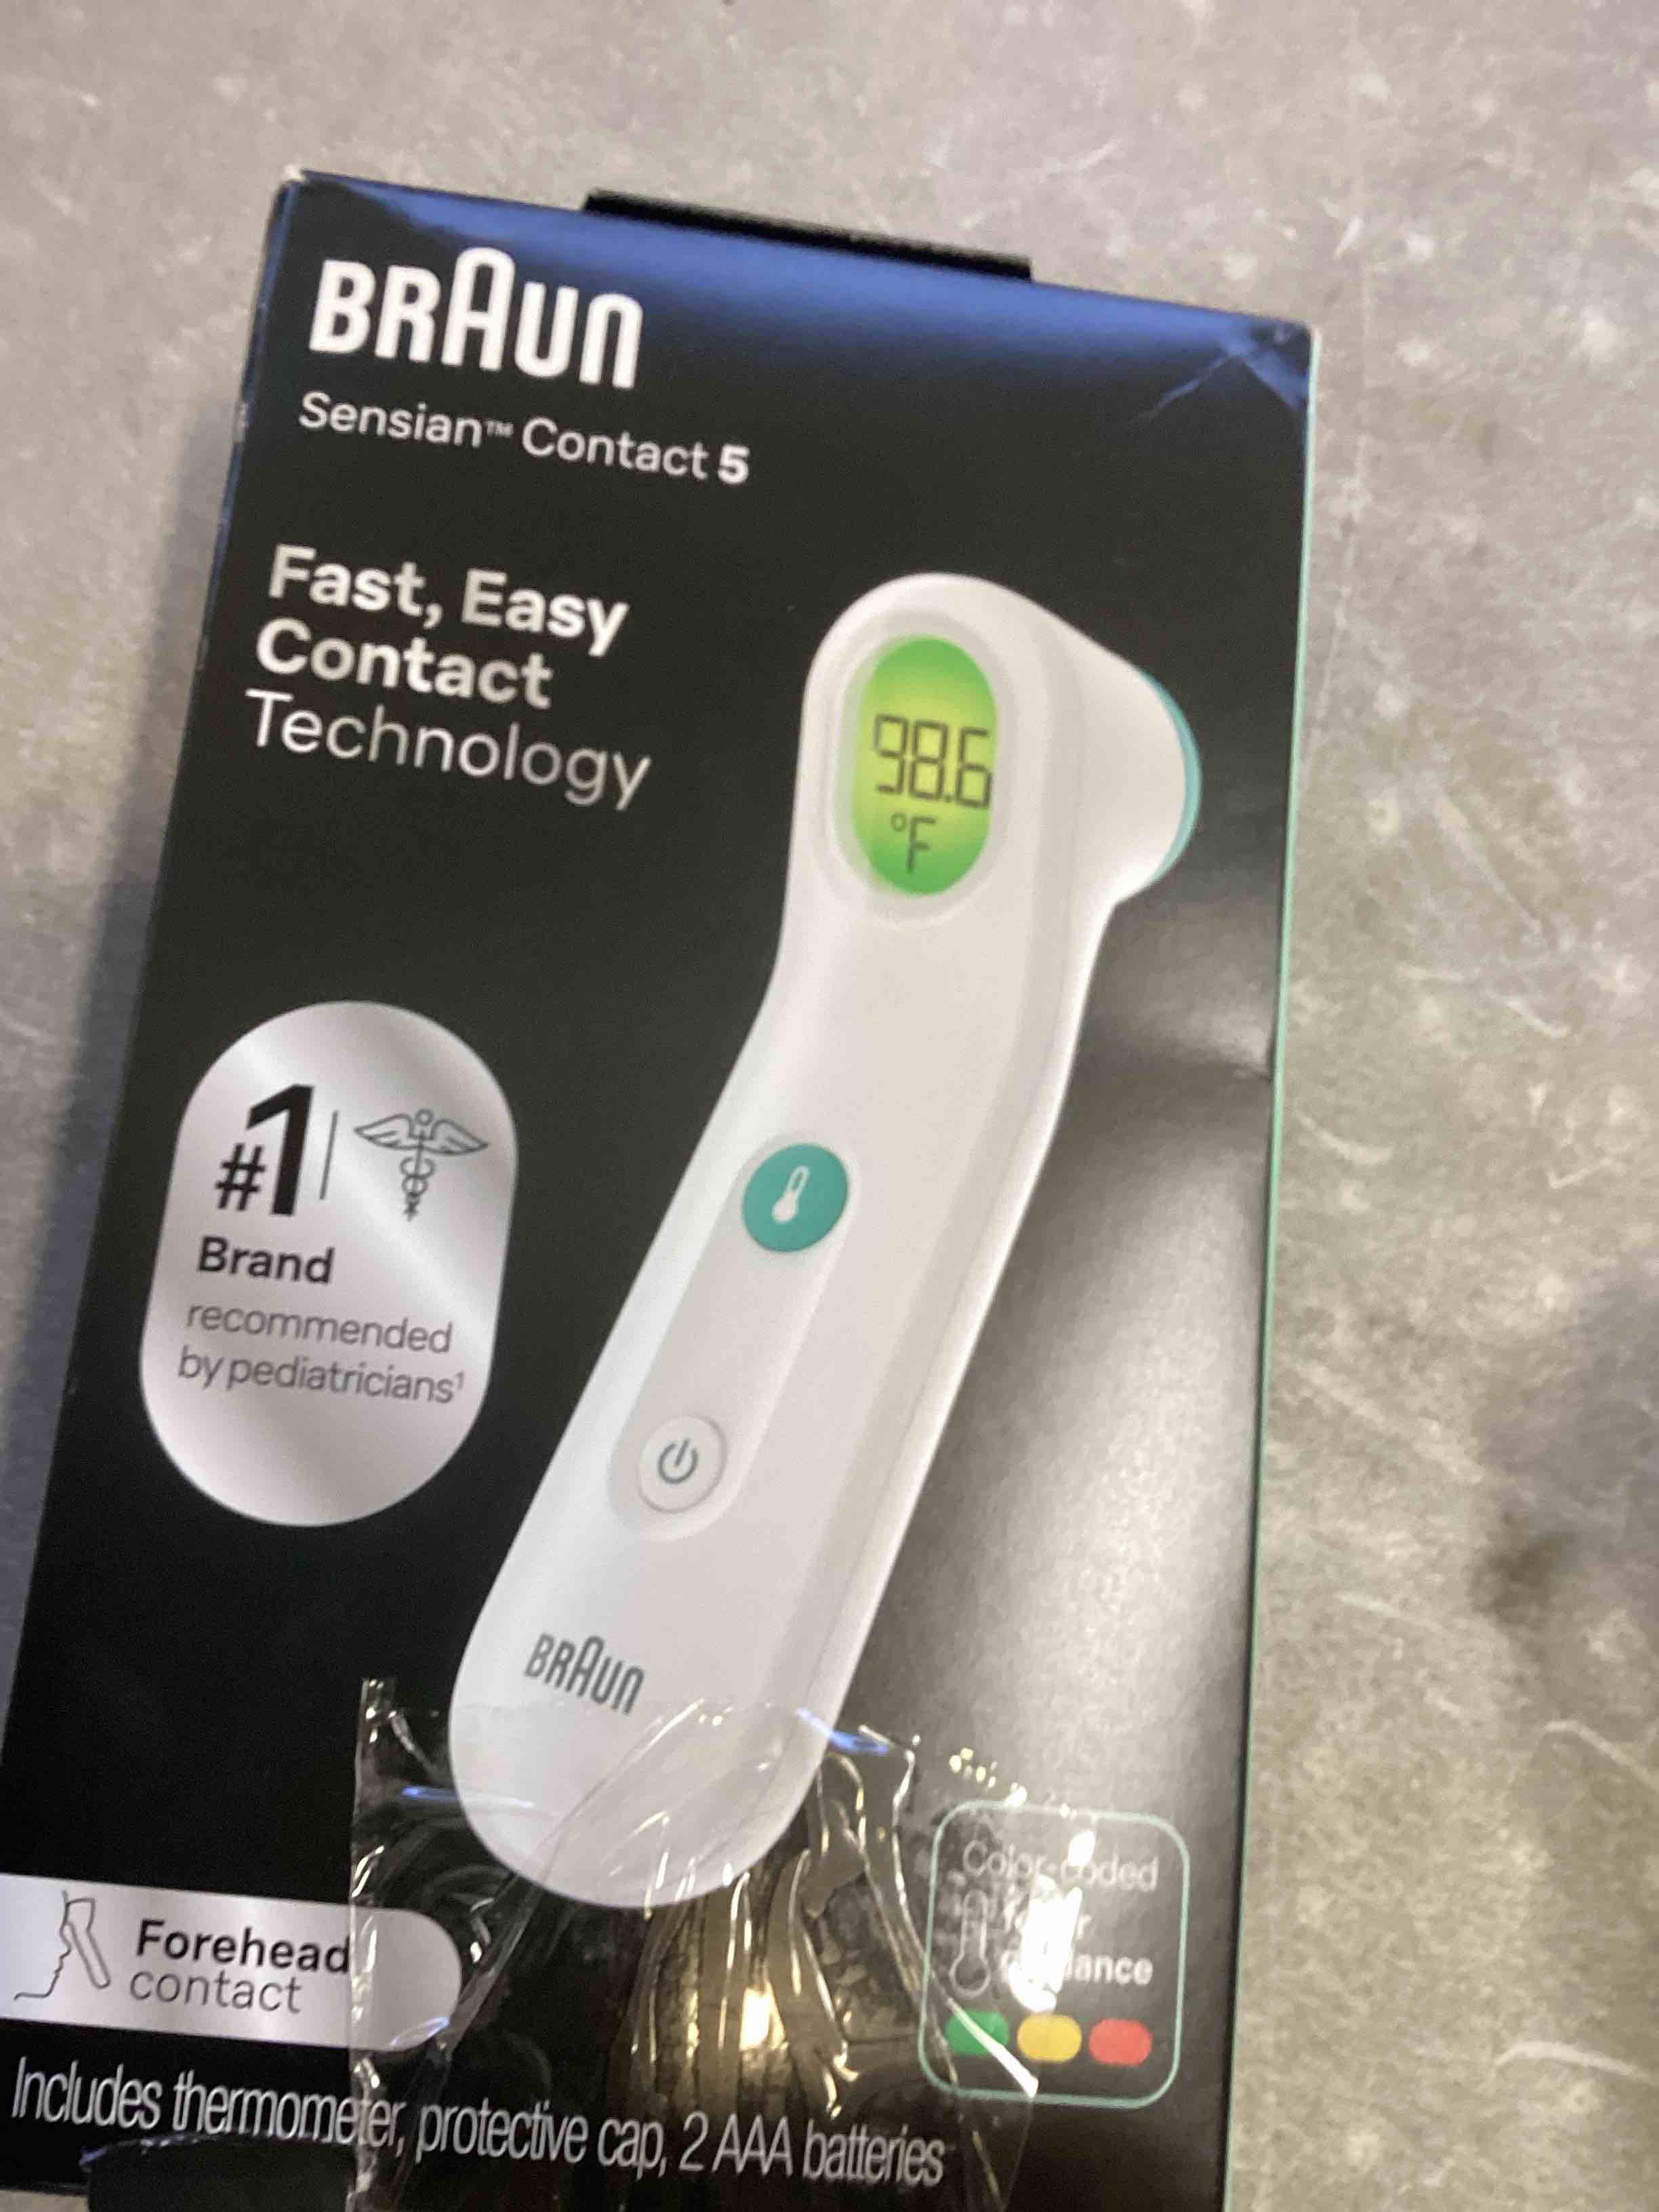 BRAUN
Sensian™ Contact 5
Fast, Easy
Contact
Technology
98.6
°F
#1
Brand
recommended
by pediatricians¹
BRAUN
Color-coded
Forehead
contact
Includes thermometer, protective cap, 2 AAA batteries